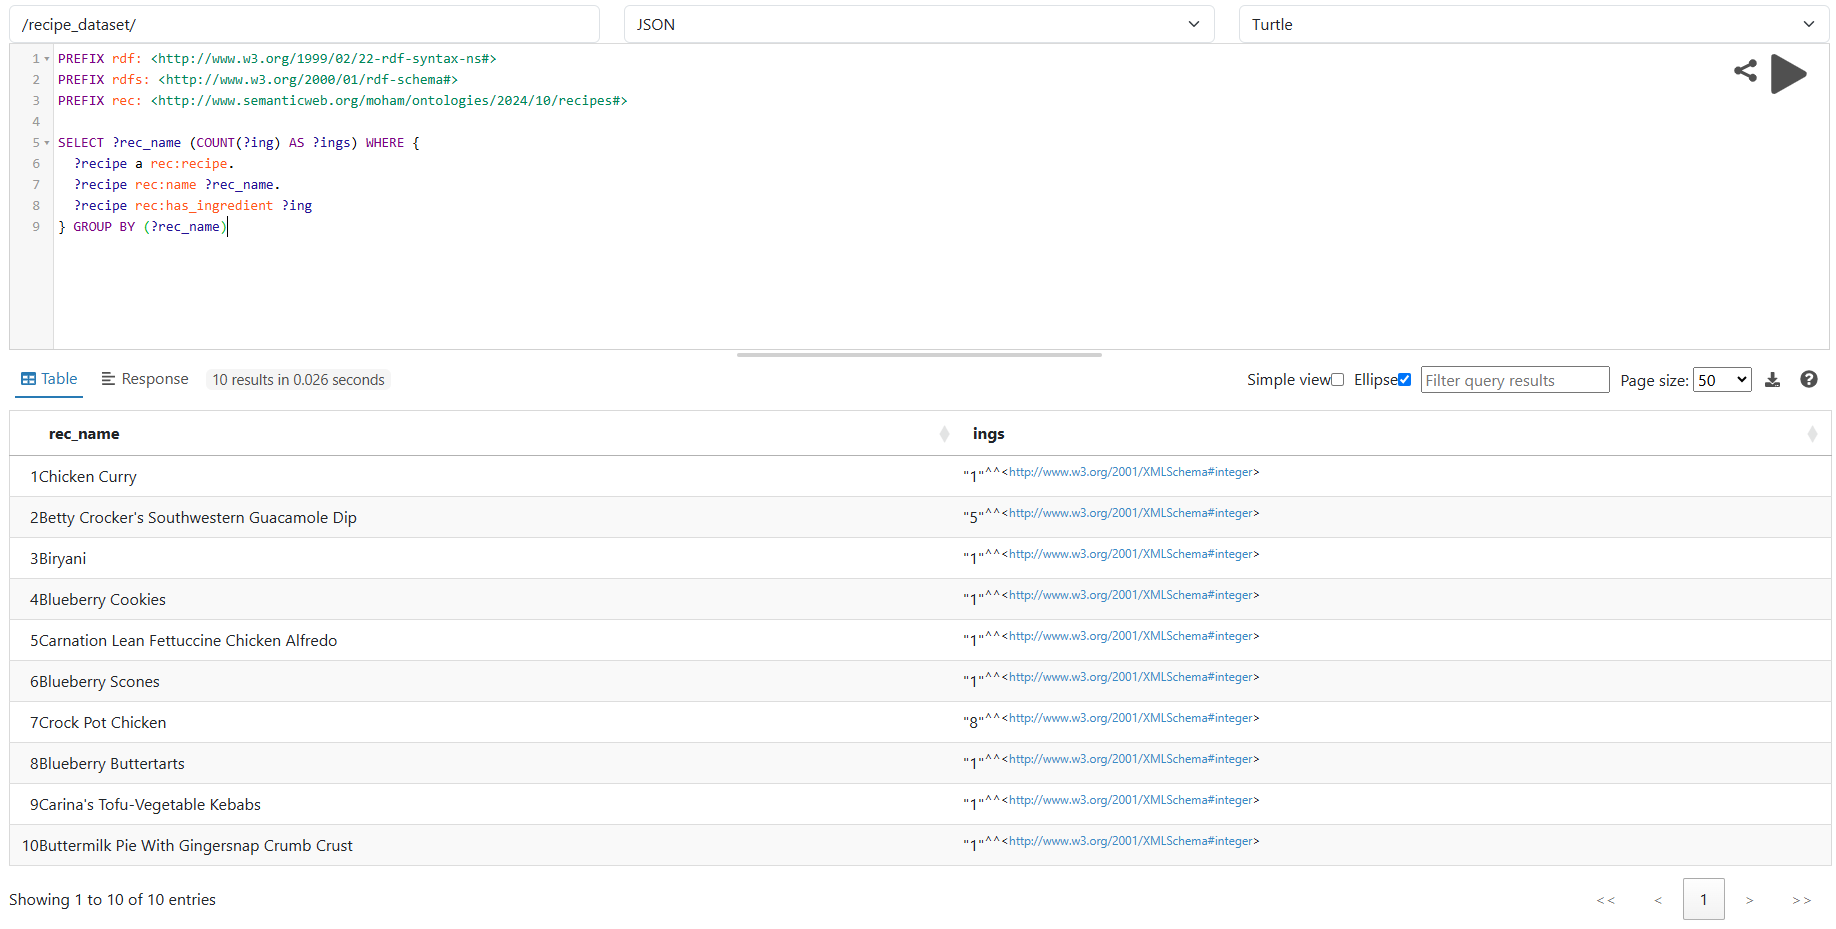 /recipe_dataset/ JSON Turtle
1 PREFIX rdf: <http://www.w3.org/1999/02/22-rdf-syntax-ns#>
2 PREFIX rdfs: <http://www.w3.org/2000/01/rdf-schema#>
3 PREFIX rec: <http://www.semanticweb.org/moham/ontologies/2024/10/recipes#>
4
5 SELECT ?rec_name (COUNT(?ing) AS ?ings) WHERE {
6 ?recipe a rec:recipe.
7 ?recipe rec:name ?rec_name.
8 ?recipe rec:has_ingredient ?ing
9 } GROUP BY (?rec_name)
Table Response 10 results in 0.026 seconds Simple view Ellipse Filter query results Page size: 50
rec_name ings
1Chicken Curry "1"^^<http://www.w3.org/2001/XMLSchema#integer>
2Betty Crocker's Southwestern Guacamole Dip "5"^^<http://www.w3.org/2001/XMLSchema#integer>
3Biryani "1"^^<http://www.w3.org/2001/XMLSchema#integer>
4Blueberry Cookies "1"^^<http://www.w3.org/2001/XMLSchema#integer>
5Carnation Lean Fettuccine Chicken Alfredo "1"^^<http://www.w3.org/2001/XMLSchema#integer>
6Blueberry Scones "1"^^<http://www.w3.org/2001/XMLSchema#integer>
7Crock Pot Chicken "8"^^<http://www.w3.org/2001/XMLSchema#integer>
8Blueberry Buttertarts "1"^^<http://www.w3.org/2001/XMLSchema#integer>
9Carina's Tofu-Vegetable Kebabs "1"^^<http://www.w3.org/2001/XMLSchema#integer>
10Buttermilk Pie With Gingersnap Crumb Crust "1"^^<http://www.w3.org/2001/XMLSchema#integer>
Showing 1 to 10 of 10 entries << < 1 > >>